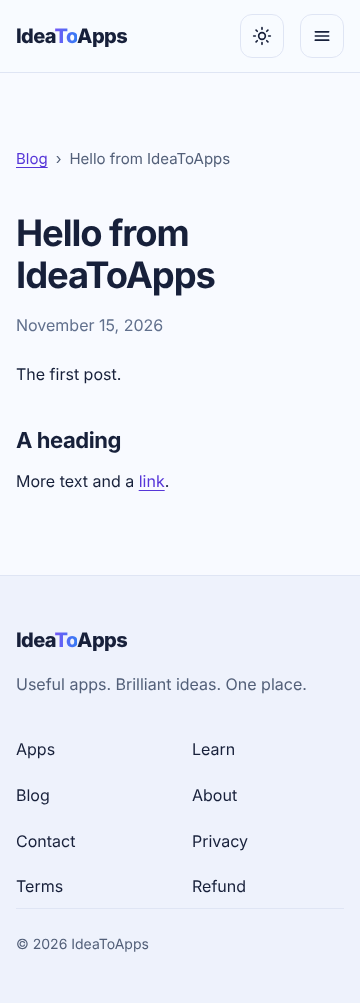 IdeaToApps
Blog › Hello from IdeaToApps
Hello from
IdeaToApps
November 15, 2026
The first post.
A heading
More text and a link.
IdeaToApps
Useful apps. Brilliant ideas. One place.
Apps Learn
Blog About
Contact Privacy
Terms Refund
© 2026 IdeaToApps